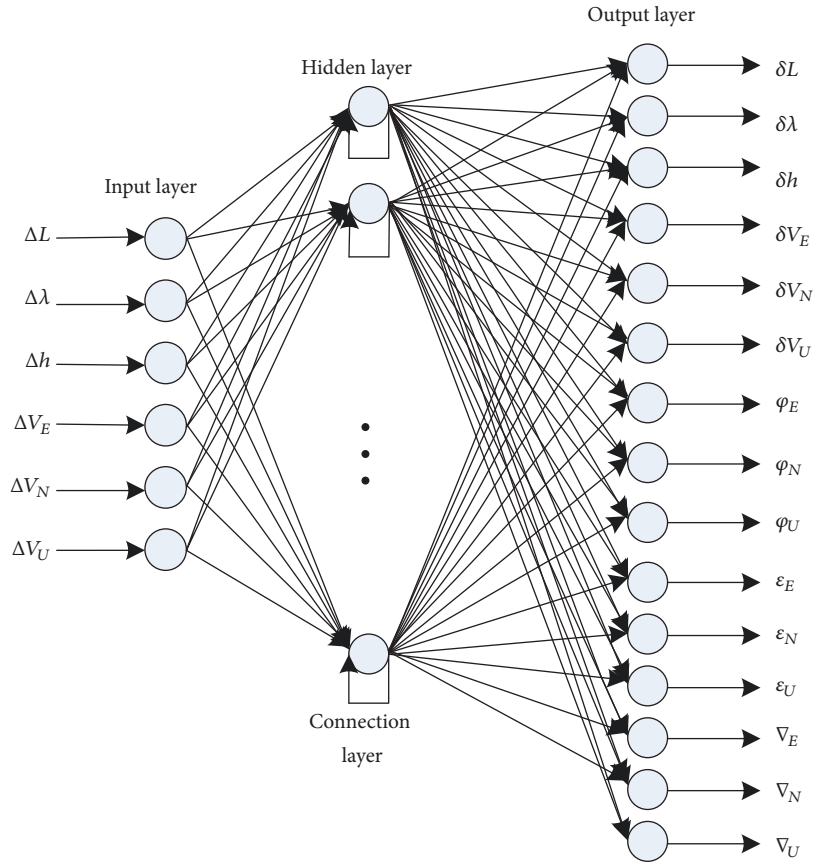 Output layer
Hidden layer
Input layer
ΔL
Δλ
Δh
ΔV_E
ΔV_N
ΔV_U
Connection
layer
δL
δλ
δh
δV_E
δV_N
δV_U
φ_E
φ_N
φ_U
ε_E
ε_N
ε_U
∇_E
∇_N
∇_U